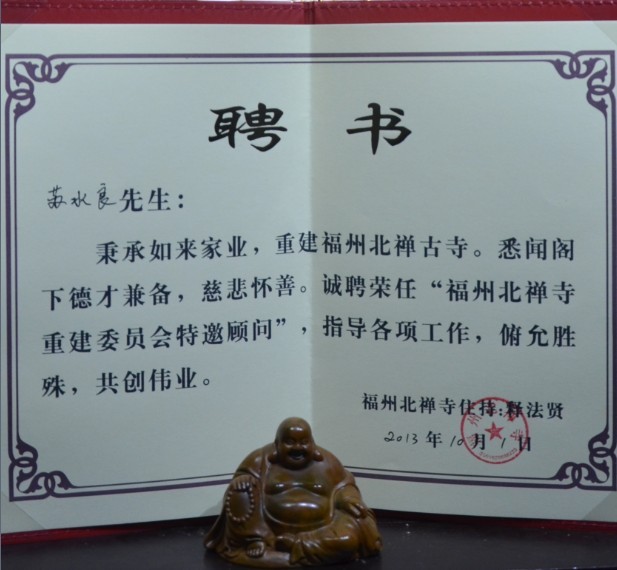 聘 书
苏水良先生：
秉承如来家业，重建福州北禅古寺。悉闻阁
下德才兼备，慈悲怀善。诚聘荣任“福州北禅寺
重建委员会特邀顾问”，指导各项工作，俯允胜
殊，共创伟业。
福州北禅寺住持:释法贤
2013年10月1日